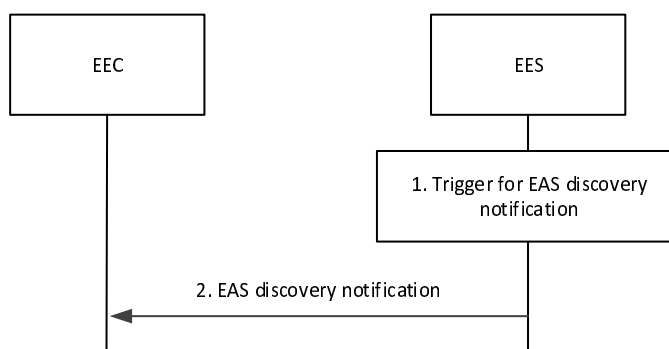 EEC
EES
1. Trigger for EAS discovery
notification
2. EAS discovery notification